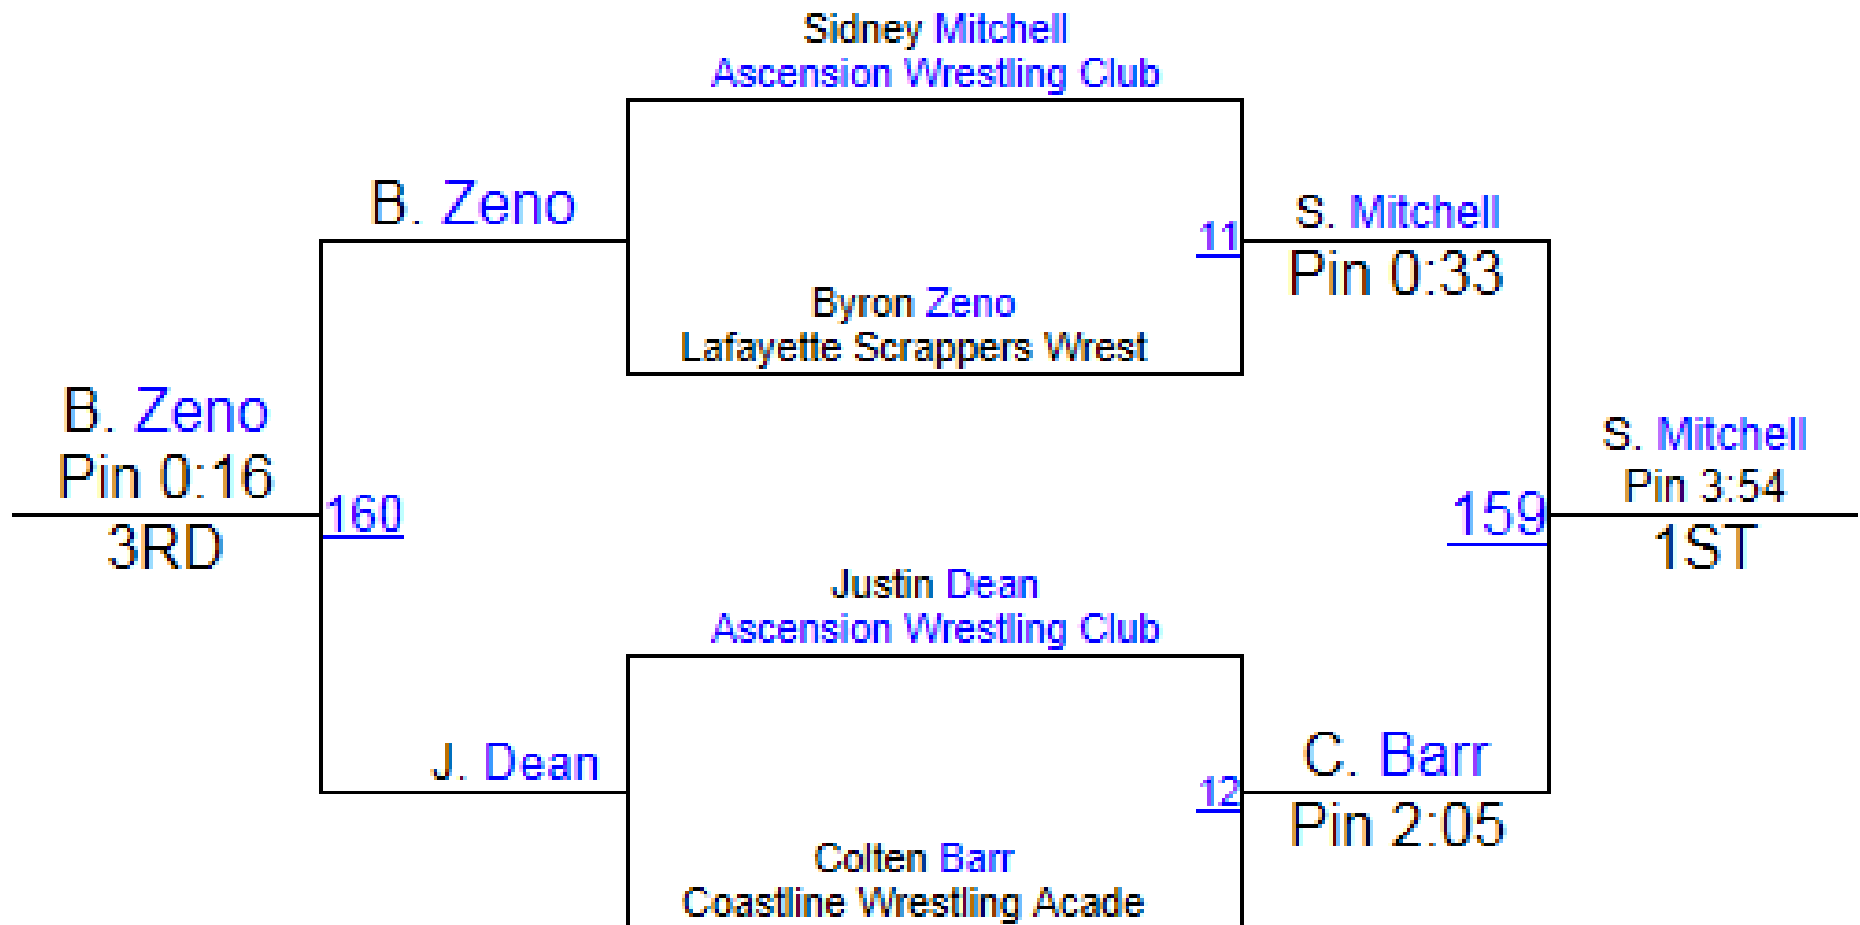 Sidney Mitchell
Ascension Wrestling Club
B. Zeno
11
S. Mitchell
Pin 0:33
Byron Zeno
Lafayette Scrappers Wrest
B. Zeno
Pin 0:16
3RD
160
159
S. Mitchell
Pin 3:54
1ST
Justin Dean
Ascension Wrestling Club
J. Dean
12
C. Barr
Pin 2:05
Colten Barr
Coastline Wrestling Acade